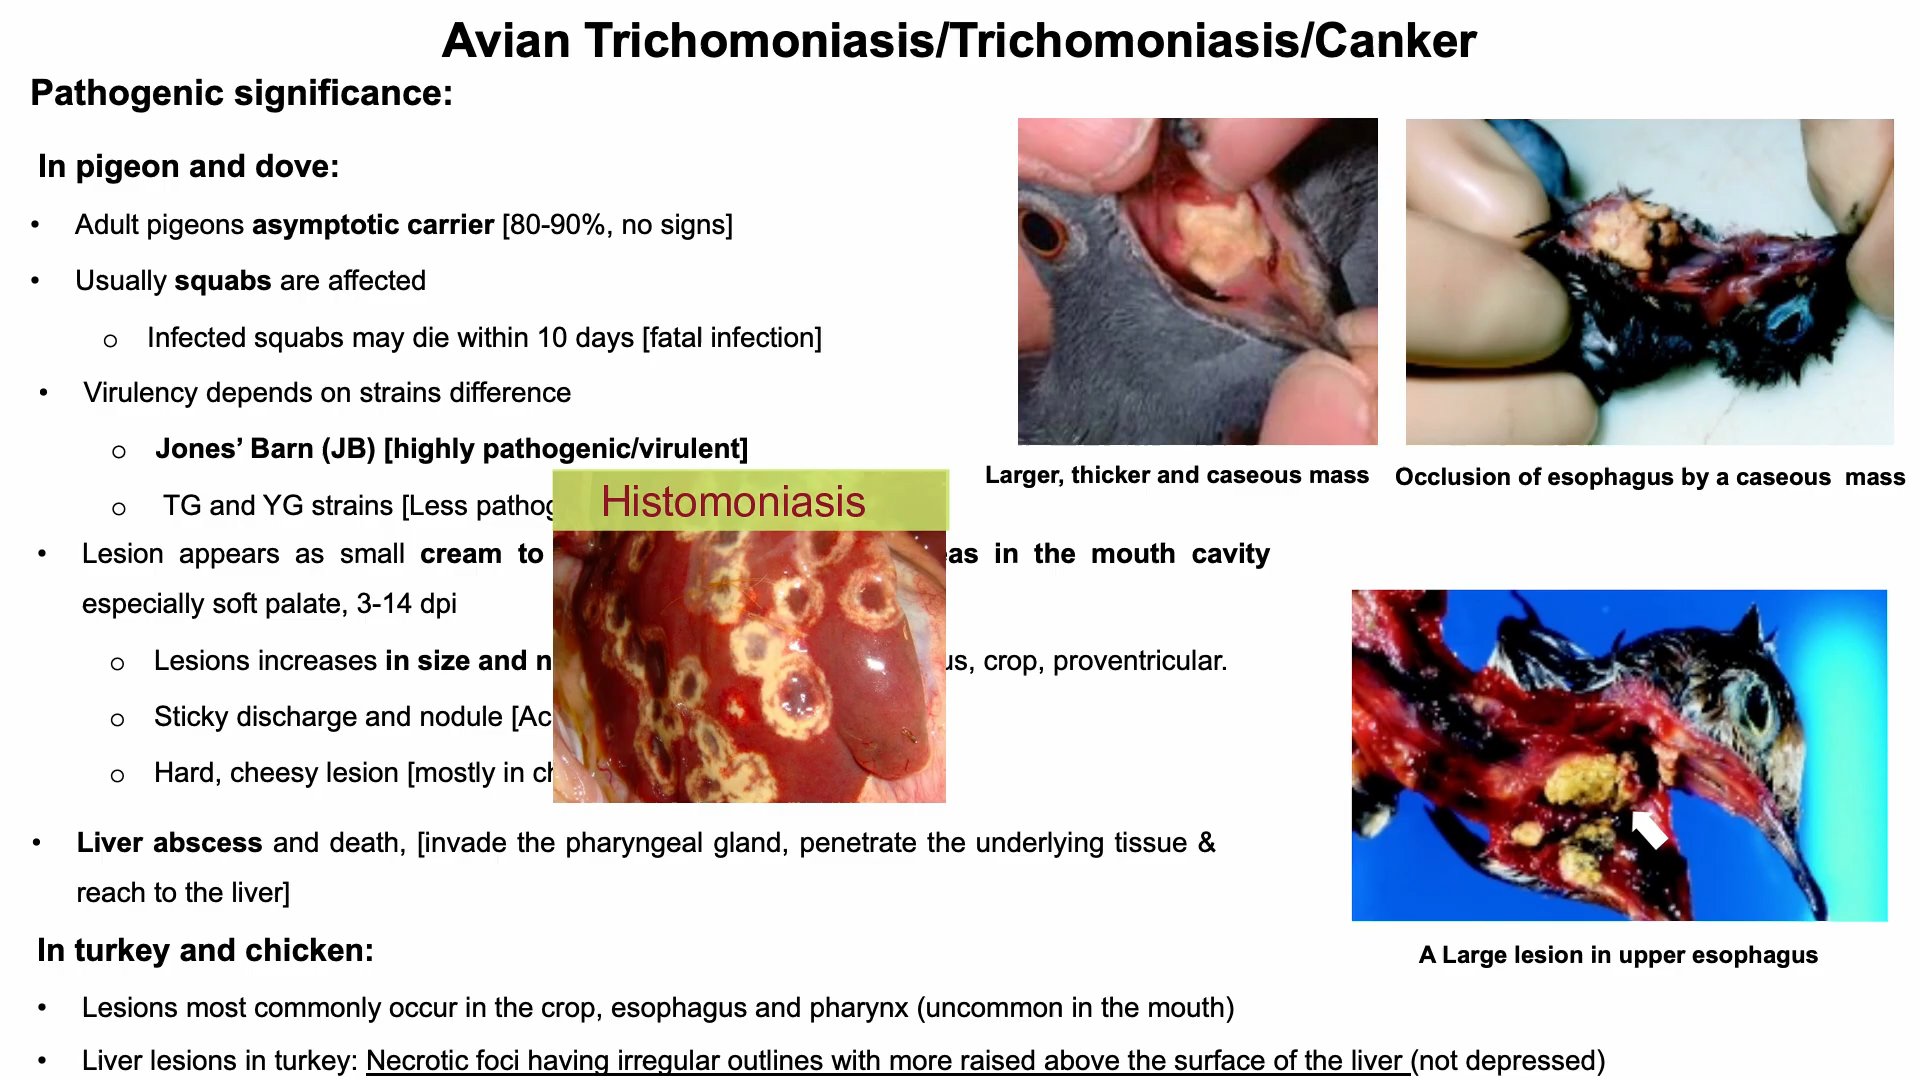 Avian Trichomoniasis/Trichomoniasis/Canker
Pathogenic significance:
In pigeon and dove:
• Adult pigeons asymptotic carrier [80-90%, no signs]
• Usually squabs are affected
o Infected squabs may die within 10 days [fatal infection]
• Virulency depends on strains difference
o Jones’ Barn (JB) [highly pathogenic/virulent]
o TG and YG strains [Less
• Lesion appears as small cream to in the mouth cavity
especially soft palate, 3-14 dpi
o Lesions increases in size and crop, proventricular.
o Sticky discharge and nodule
o Hard, cheesy lesion [mostly in
• Liver abscess and death, [invade the pharyngeal gland, penetrate the underlying tissue &
reach to the liver]
In turkey and chicken:
• Lesions most commonly occur in the crop, esophagus and pharynx (uncommon in the mouth)
• Liver lesions in turkey: Necrotic foci having irregular outlines with more raised above the surface of the liver (not depressed)
Histomoniasis
Larger, thicker and caseous mass
Occlusion of esophagus by a caseous mass
A Large lesion in upper esophagus